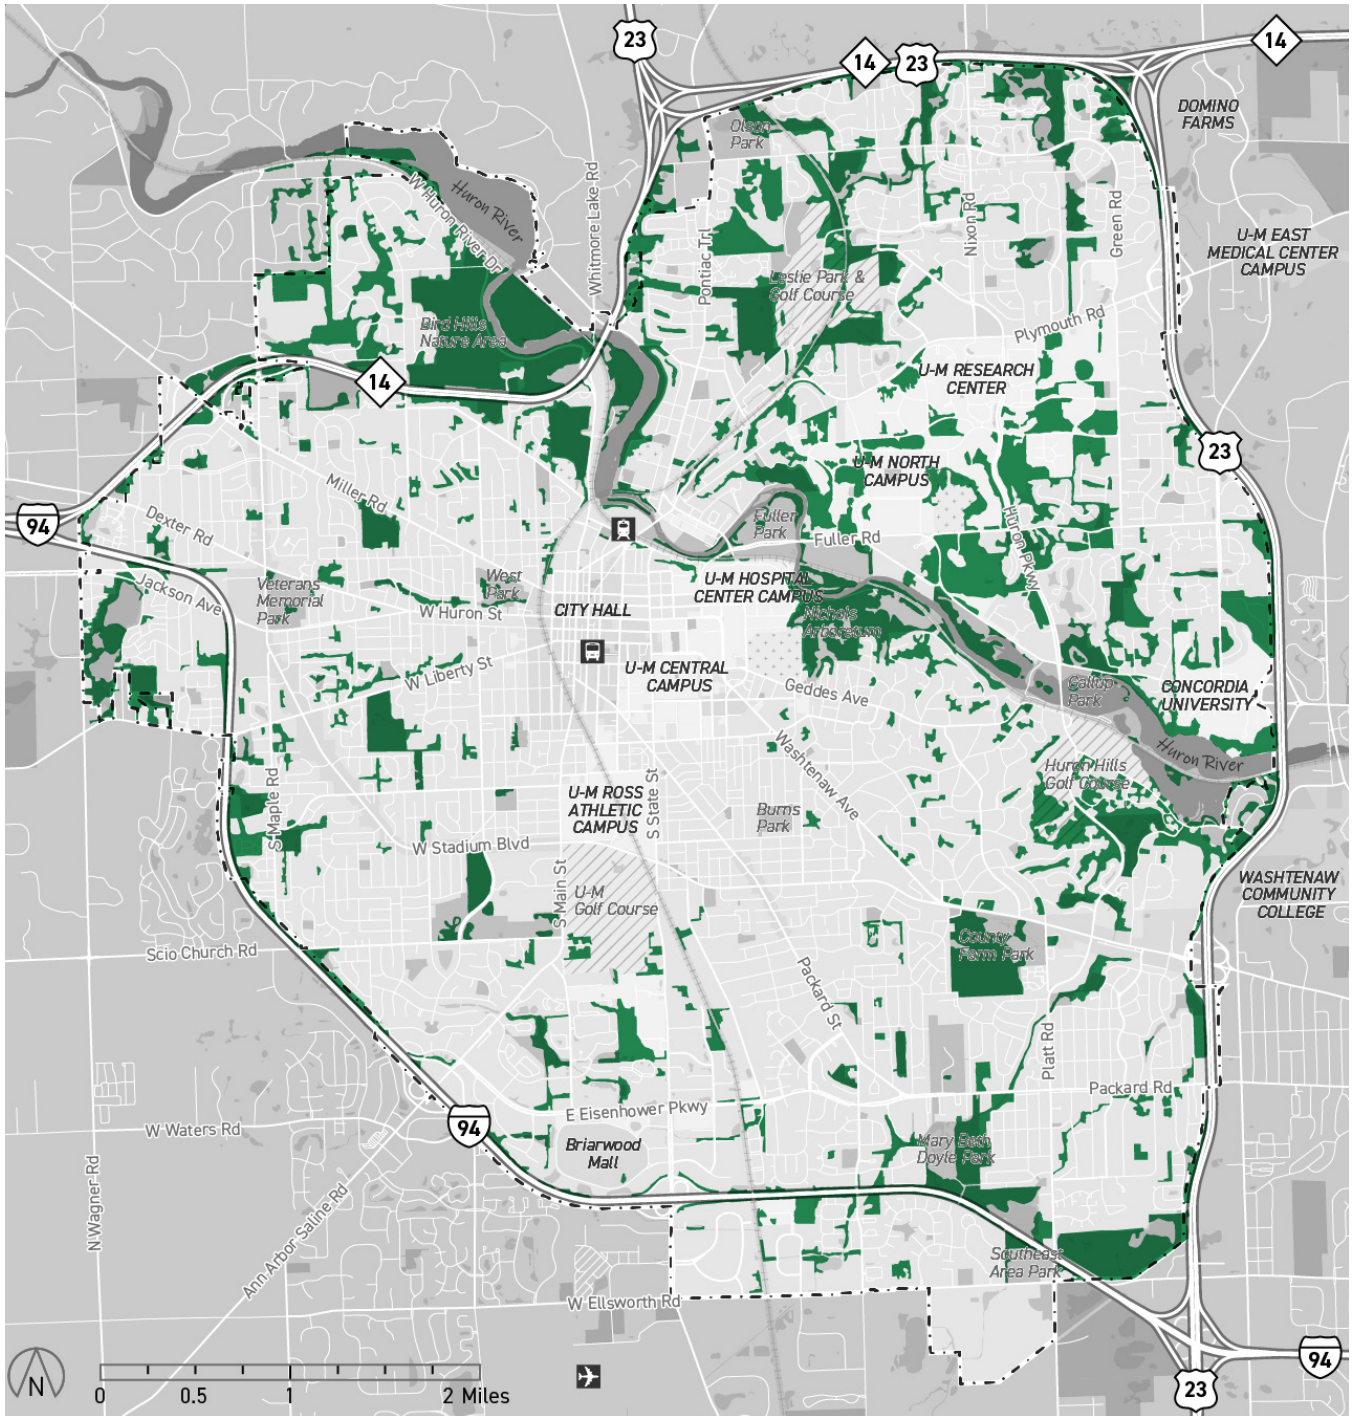 23
14
23
14
DOMINO
FARMS
Olson
Park
Huron River
W Huron River Dr
Whitmore Lake Rd
Pontiac Trl
Nixon Rd
Green Rd
U-M EAST
MEDICAL CENTER
CAMPUS
Leslie Park &
Golf Course
Bird Hills
Nature Area
Plymouth Rd
14
U-M RESEARCH
CENTER
23
U-M NORTH
CAMPUS
Miller Rd
94
Dexter Rd
Fuller
Park
Fuller Rd
Huron Pkwy
Jackson Ave
Veterans
Memorial
Park
West
Park
W Huron St
CITY HALL
U-M HOSPITAL
CENTER CAMPUS
Nichols
Arboretum
W Liberty St
U-M CENTRAL
CAMPUS
Geddes Ave
Gallup
Park
CONCORDIA
UNIVERSITY
Huron River
Washtenaw Ave
Huron Hills
Golf Course
S Maple Rd
U-M ROSS
ATHLETIC
CAMPUS
S State St
Burns
Park
W Stadium Blvd
S Main St
U-M
Golf Course
WASHTENAW
COMMUNITY
COLLEGE
Scio Church Rd
County
Farm Park
Packard St
Platt Rd
Packard Rd
E Eisenhower Pkwy
94
W Waters Rd
Briarwood
Mall
Mary Beth
Doyle Park
N Wagner Rd
Ann Arbor Saline Rd
Southeast
Area Park
W Ellsworth Rd
94
23
N
0 0.5 1 2 Miles